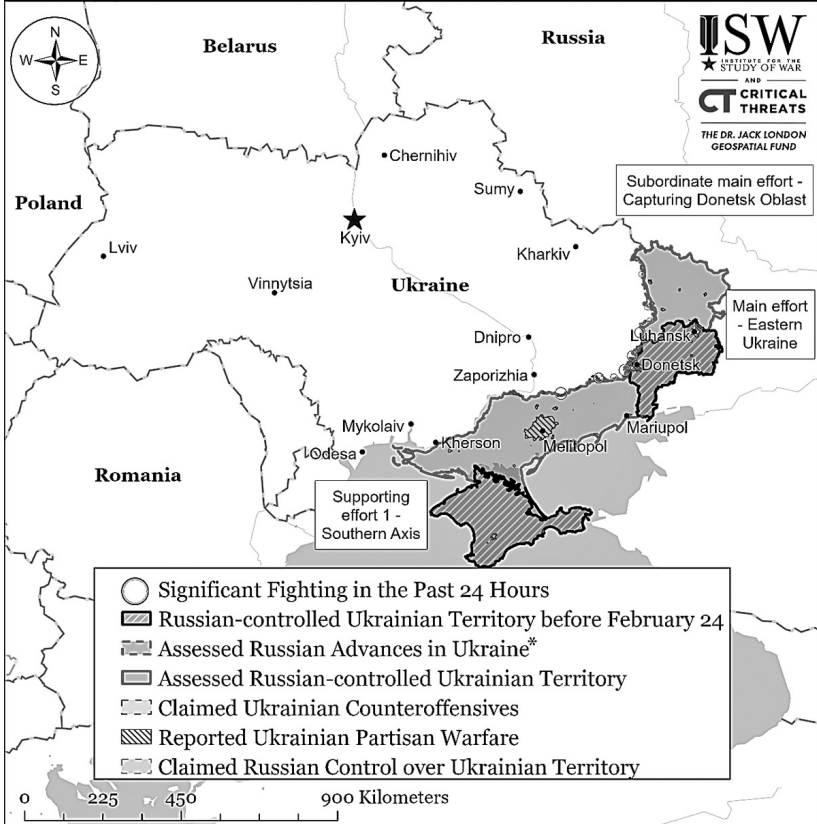 N
W E
S
Belarus
Russia
ISW
INSTITUTE FOR THE
STUDY OF WAR
AND
CT CRITICAL
THREATS
THE DR. JACK LONDON
GEOSPATIAL FUND
Chernihiv
Subordinate main effort -
Capturing Donetsk Oblast
Sumy
Poland
Kyiv
Lviv
Kharkiv
Vinnytsia
Ukraine
Main effort
- Eastern
Ukraine
Dnipro
Luhansk
Donetsk
Zaporizhia
Mykolaiv
Mariupol
Kherson
Melitopol
Odesa
Romania
Supporting
effort 1 -
Southern Axis
Significant Fighting in the Past 24 Hours
Russian-controlled Ukrainian Territory before February 24
Assessed Russian Advances in Ukraine*
Assessed Russian-controlled Ukrainian Territory
Claimed Ukrainian Counteroffensives
Reported Ukrainian Partisan Warfare
Claimed Russian Control over Ukrainian Territory
0 225 450 900 Kilometers